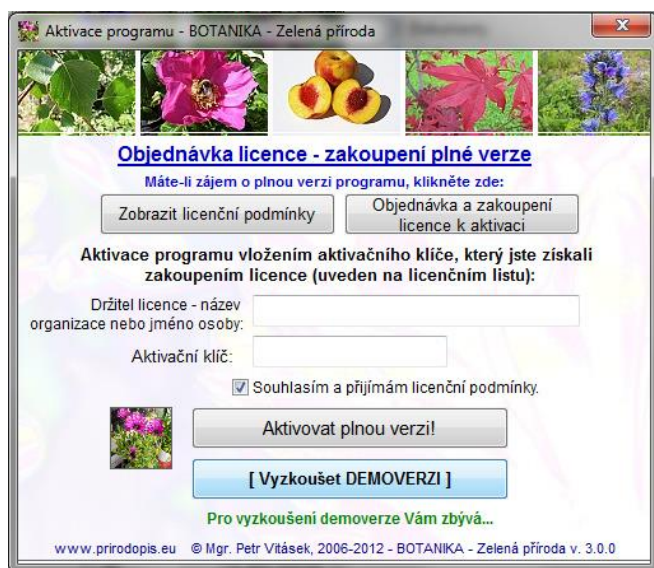 Aktivace programu - BOTANIKA - Zelená příroda
Objednávka licence - zakoupení plné verze
Máte-li zájem o plnou verzi programu, klikněte zde:
Zobrazit licenční podmínky
Objednávka a zakoupení
licence k aktivaci
Aktivace programu vložením aktivačního klíče, který jste získali
zakoupením licence (uveden na licenčním listu):
Držitel licence - název
organizace nebo jméno osoby:
Aktivační klíč:
Souhlasím a přijímám licenční podmínky.
Aktivovat plnou verzi!
[ Vyzkoušet DEMOVERZI ]
Pro vyzkoušení demoverze Vám zbývá...
www.prirodopis.eu © Mgr. Petr Vitásek, 2006-2012 - BOTANIKA - Zelená příroda v. 3.0.0